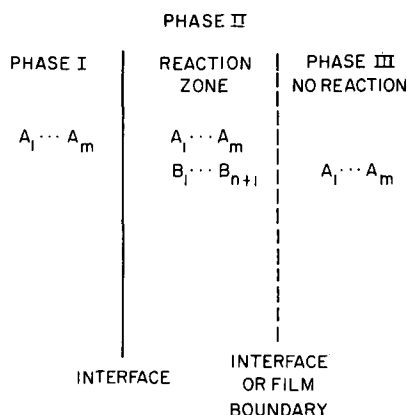 PHASE II
PHASE I
REACTION ZONE
PHASE III
NO REACTION
A₁ ··· Aₘ
A₁ ··· Aₘ
B₁ ··· Bₙ₊₁
A₁ ··· Aₘ
INTERFACE
INTERFACE
OR FILM
BOUNDARY